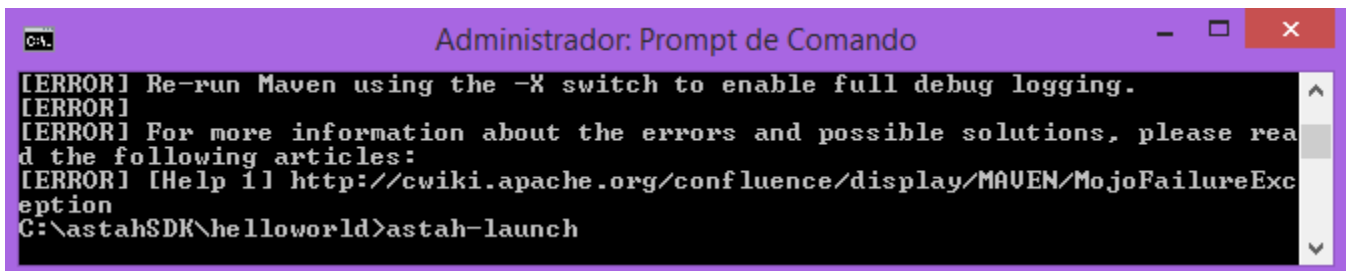 Administrador: Prompt de Comando
[ERROR] Re-run Maven using the -X switch to enable full debug logging.
[ERROR]
[ERROR] For more information about the errors and possible solutions, please rea
d the following articles:
[ERROR] [Help 1] http://cwiki.apache.org/confluence/display/MAVEN/MojoFailureExc
eption
C:\astahSDK\helloworld>astah-launch